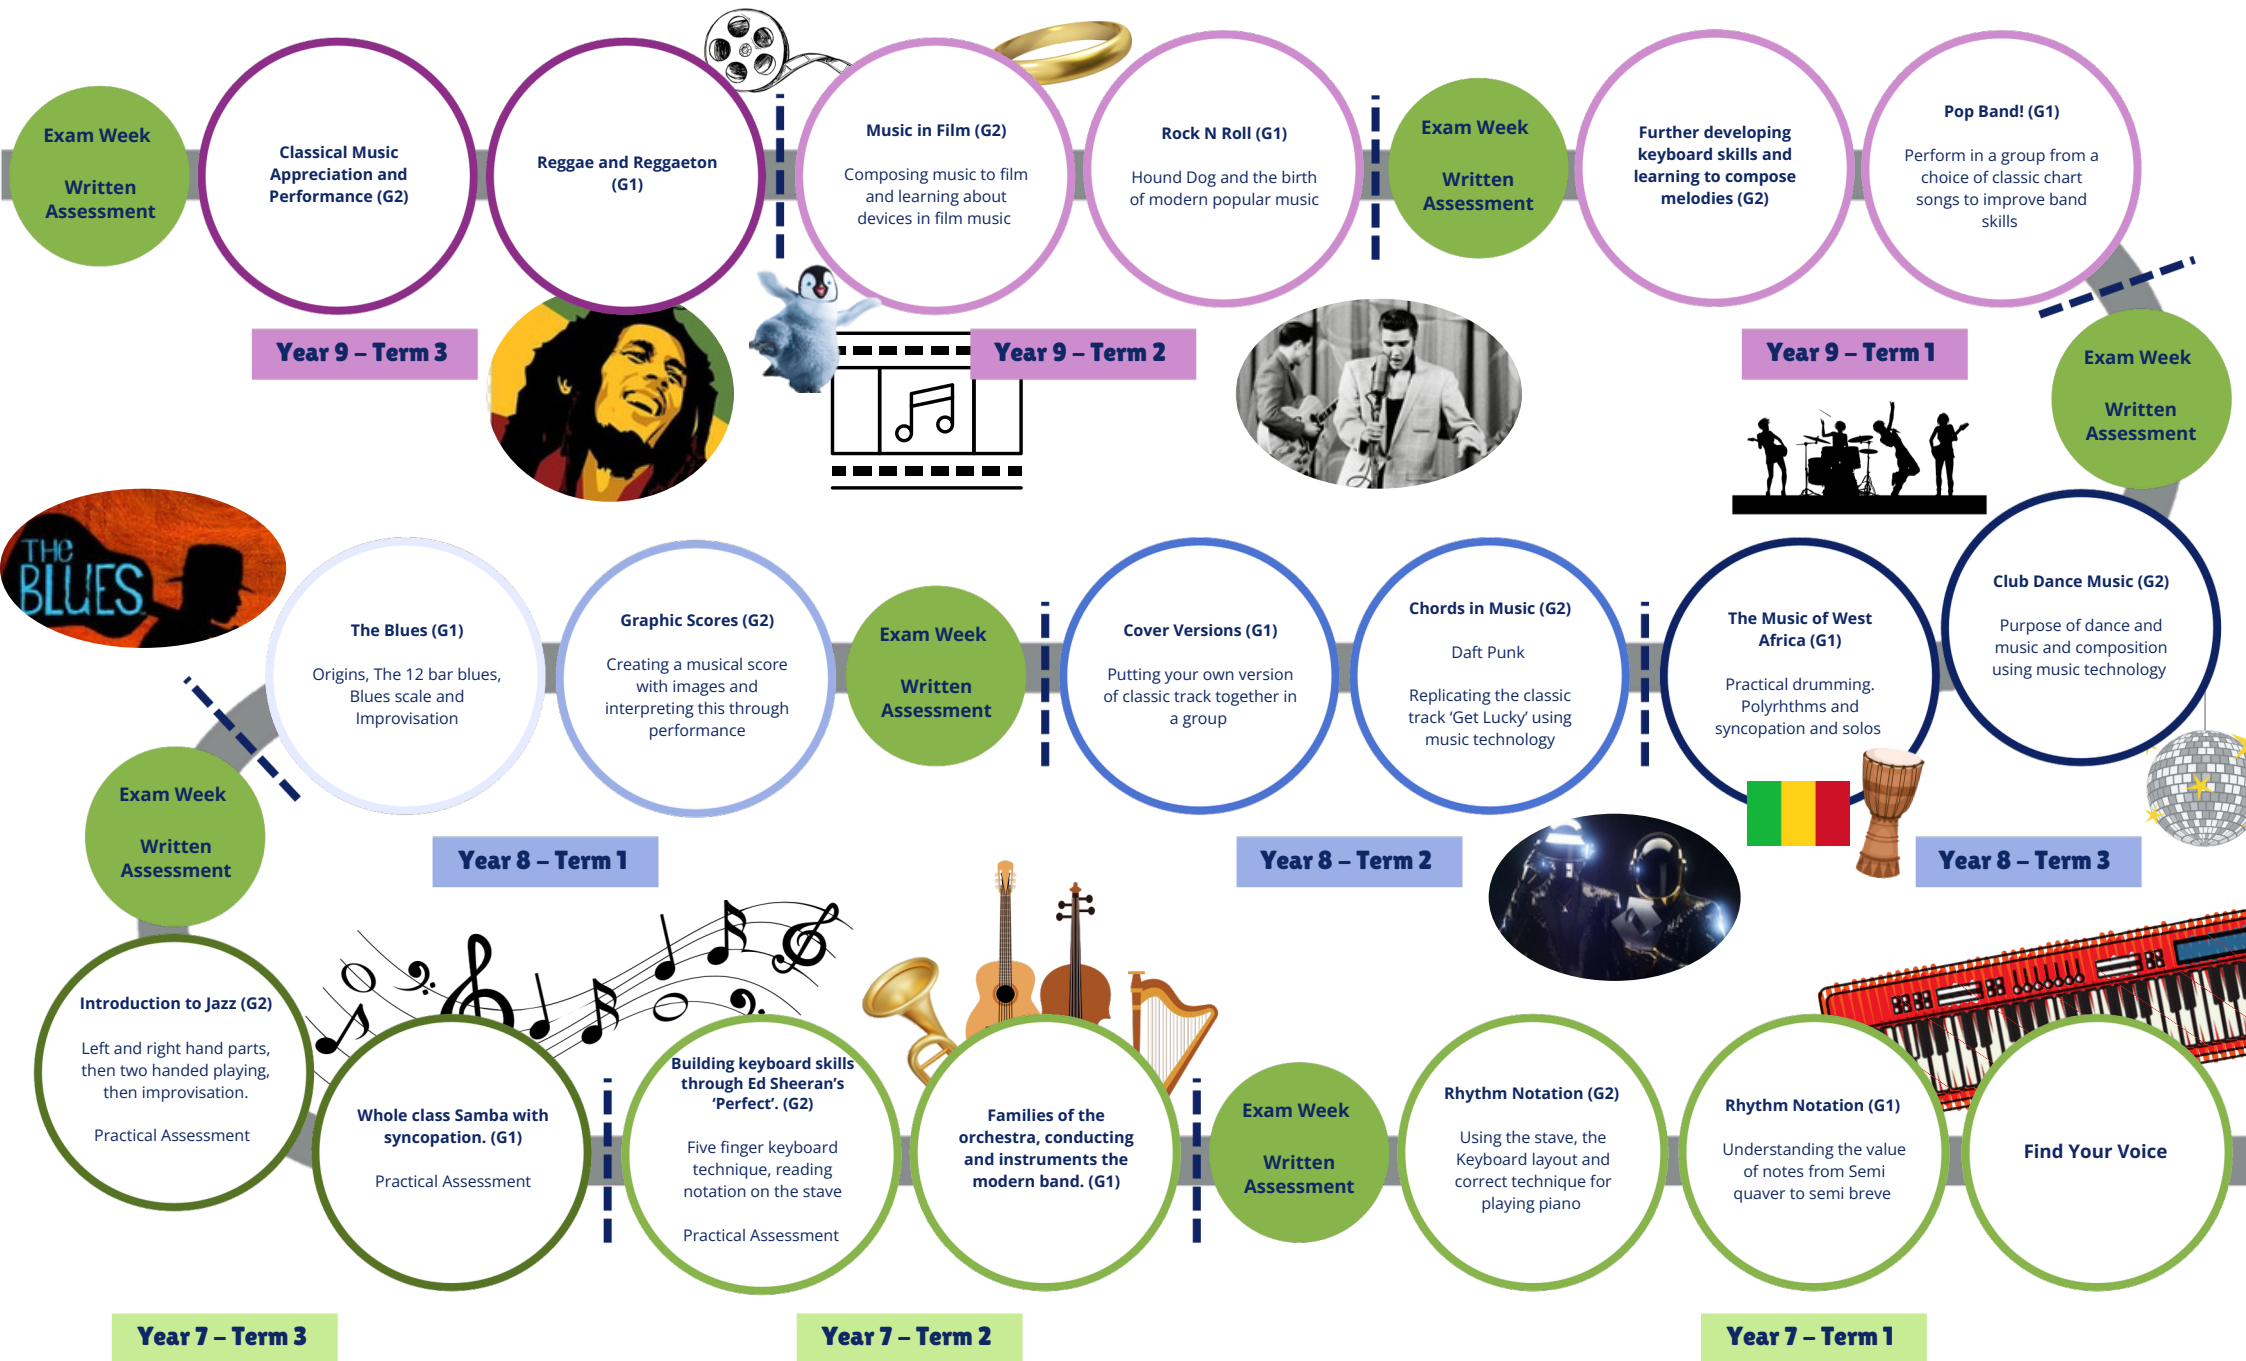 Exam Week
Written
Assessment
Classical Music
Appreciation and
Performance (G2)
Reggae and Reggaeton
(G1)
Music in Film (G2)
Composing music to film
and learning about
devices in film music
Rock N Roll (G1)
Hound Dog and the birth
of modern popular music
Exam Week
Written
Assessment
Further developing
keyboard skills and
learning to compose
melodies (G2)
Pop Band! (G1)
Perform in a group from a
choice of classic chart
songs to improve band
skills
Year 9 – Term 3
Year 9 – Term 2
Year 9 – Term 1
Exam Week
Written
Assessment
THE
BLUES
The Blues (G1)
Origins, The 12 bar blues,
Blues scale and
Improvisation
Graphic Scores (G2)
Creating a musical score
with images and
interpreting this through
performance
Exam Week
Written
Assessment
Cover Versions (G1)
Putting your own version
of classic track together in
a group
Chords in Music (G2)
Daft Punk
Replicating the classic
track ‘Get Lucky’ using
music technology
The Music of West
Africa (G1)
Practical drumming.
Polyrhthms and
syncopation and solos
Club Dance Music (G2)
Purpose of dance and
music and composition
using music technology
Year 8 – Term 1
Year 8 – Term 2
Year 8 – Term 3
Exam Week
Written
Assessment
Introduction to Jazz (G2)
Left and right hand parts,
then two handed playing,
then improvisation.
Practical Assessment
Whole class Samba with
syncopation. (G1)
Practical Assessment
Building keyboard skills
through Ed Sheeran’s
‘Perfect’. (G2)
Five finger keyboard
technique, reading
notation on the stave
Practical Assessment
Families of the
orchestra, conducting
and instruments the
modern band. (G1)
Exam Week
Written
Assessment
Rhythm Notation (G2)
Using the stave, the
Keyboard layout and
correct technique for
playing piano
Rhythm Notation (G1)
Understanding the value
of notes from Semi
quaver to semi breve
Find Your Voice
Year 7 – Term 3
Year 7 – Term 2
Year 7 – Term 1